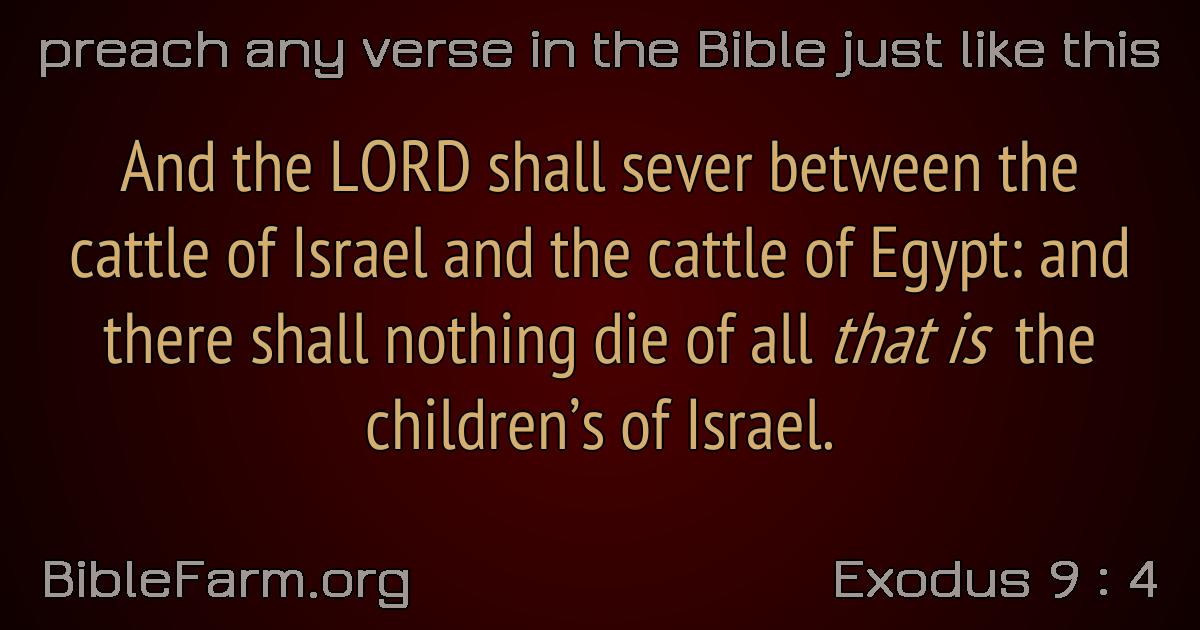 preach any verse in the Bible just like this
And the LORD shall sever between the
cattle of Israel and the cattle of Egypt: and
there shall nothing die of all that is the
children’s of Israel.
BibleFarm.org
Exodus 9 : 4